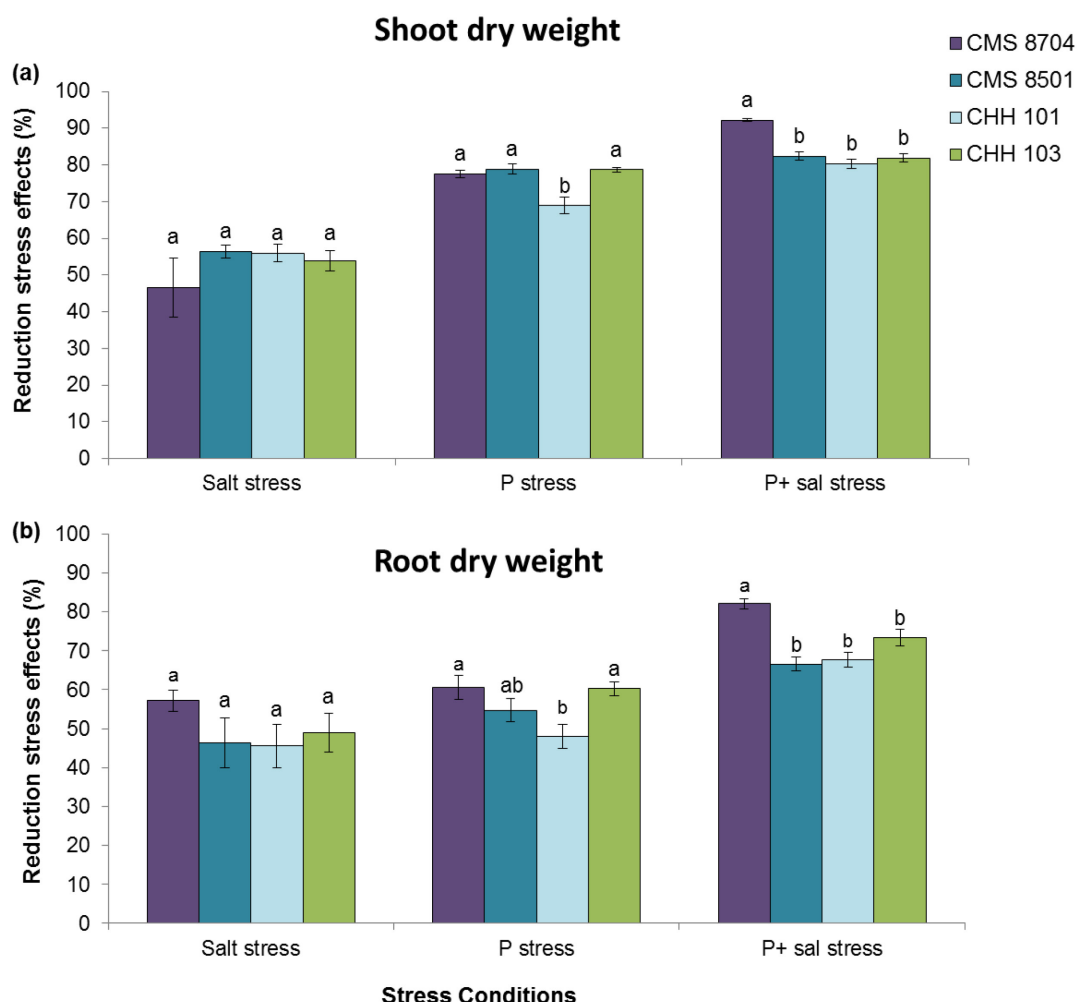 Shoot dry weight
CMS 8704
CMS 8501
CHH 101
CHH 103
(a)
Reduction stress effects (%)
100
90
80
70
60
50
40
30
20
10
0
a a a a
a a b a
a b b b
Salt stress P stress P+ sal stress
(b)
Root dry weight
Reduction stress effects (%)
100
90
80
70
60
50
40
30
20
10
0
a a a a
a ab b a
a b b b
Salt stress P stress P+ sal stress
Stress Conditions